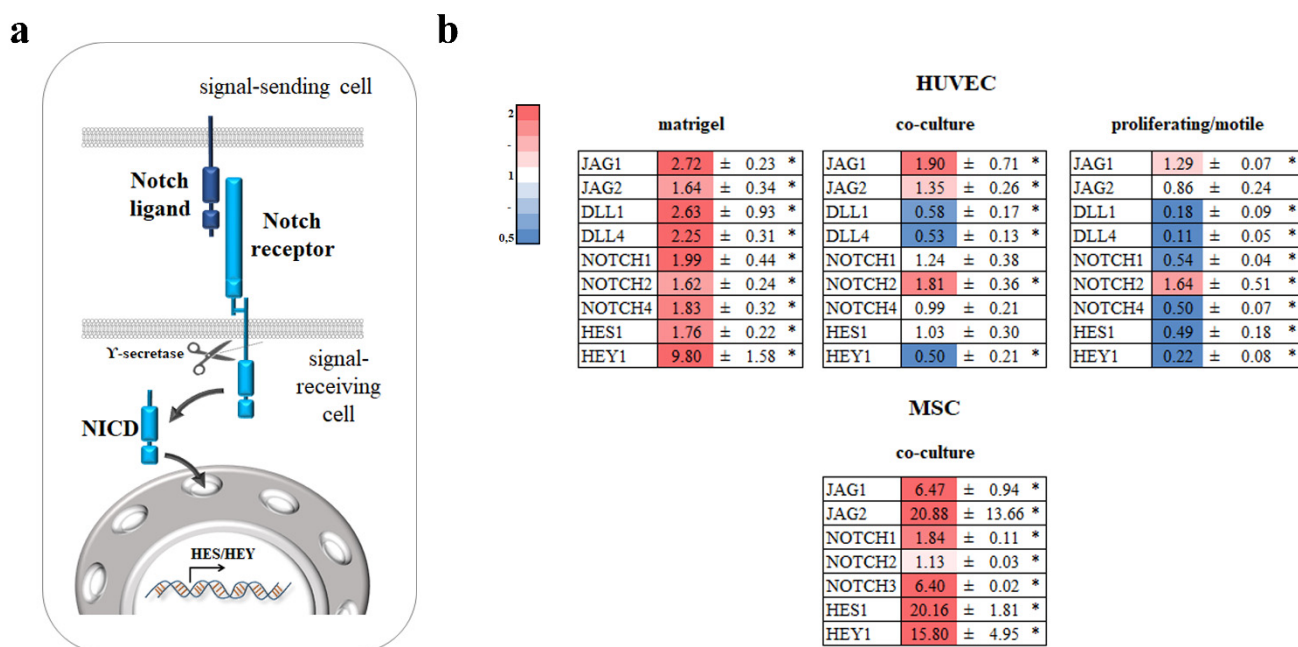 a
signal-sending cell
Notch
ligand
Notch
receptor
ϒ-secretase
signal-
receiving
cell
NICD
HES/HEY
b
2
-
1
-
0,5
HUVEC
matrigel
JAG1 2.72 ± 0.23 *
JAG2 1.64 ± 0.34 *
DLL1 2.63 ± 0.93 *
DLL4 2.25 ± 0.31 *
NOTCH1 1.99 ± 0.44 *
NOTCH2 1.62 ± 0.24 *
NOTCH4 1.83 ± 0.32 *
HES1 1.76 ± 0.22 *
HEY1 9.80 ± 1.58 *
co-culture
JAG1 1.90 ± 0.71 *
JAG2 1.35 ± 0.26 *
DLL1 0.58 ± 0.17 *
DLL4 0.53 ± 0.13 *
NOTCH1 1.24 ± 0.38
NOTCH2 1.81 ± 0.36 *
NOTCH4 0.99 ± 0.21
HES1 1.03 ± 0.30
HEY1 0.50 ± 0.21 *
proliferating/motile
JAG1 1.29 ± 0.07 *
JAG2 0.86 ± 0.24
DLL1 0.18 ± 0.09 *
DLL4 0.11 ± 0.05 *
NOTCH1 0.54 ± 0.04 *
NOTCH2 1.64 ± 0.51 *
NOTCH4 0.50 ± 0.07 *
HES1 0.49 ± 0.18 *
HEY1 0.22 ± 0.08 *
MSC
co-culture
JAG1 6.47 ± 0.94 *
JAG2 20.88 ± 13.66 *
NOTCH1 1.84 ± 0.11 *
NOTCH2 1.13 ± 0.03 *
NOTCH3 6.40 ± 0.02 *
HES1 20.16 ± 1.81 *
HEY1 15.80 ± 4.95 *